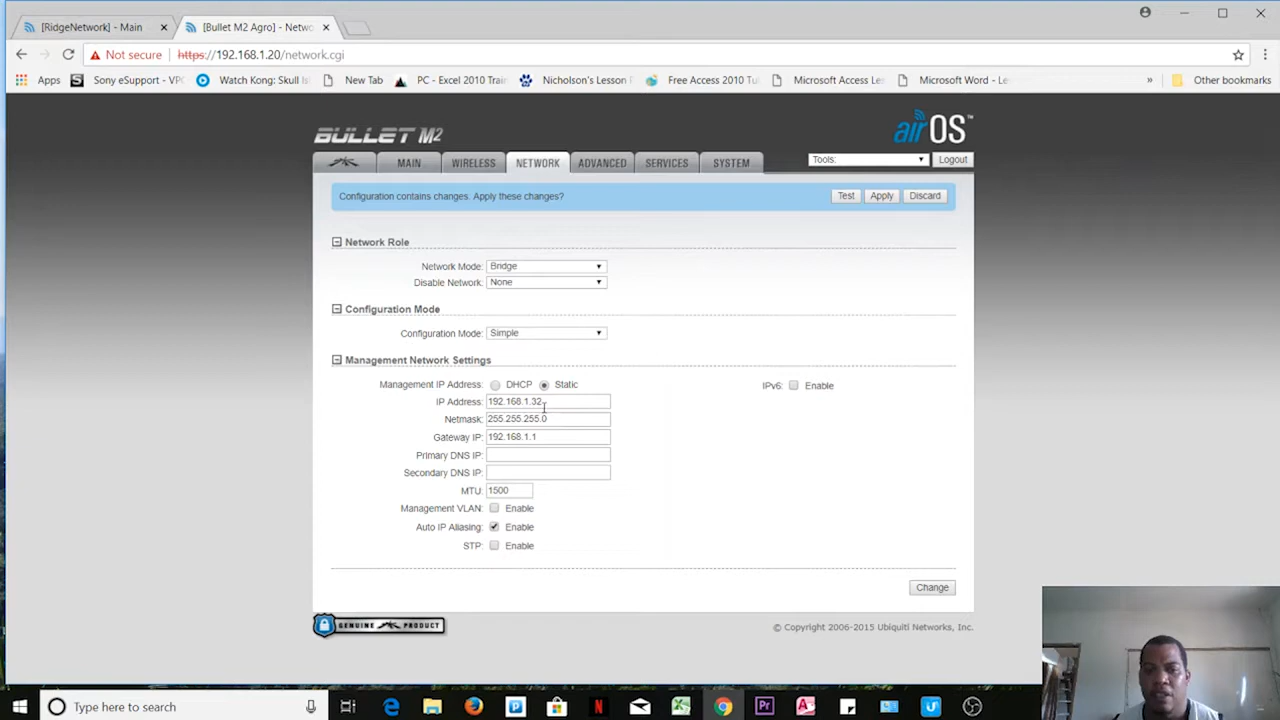 [RidgeNetwork] - Main
[Bullet M2 Agro] - Netwo
Not secure https://192.168.1.20/network.cgi
Apps Sony eSupport - VPC Watch Kong: Skull Is New Tab PC - Excel 2010 Train Nicholson's Lesson P Free Access 2010 Tu Microsoft Access Les Microsoft Word - Les » Other bookmarks
BULLET M2
airOS™
MAIN WIRELESS NETWORK ADVANCED SERVICES SYSTEM Tools: Logout
Configuration contains changes. Apply these changes? Test Apply Discard
Network Role
Network Mode: Bridge
Disable Network: None
Configuration Mode
Configuration Mode: Simple
Management Network Settings
Management IP Address: DHCP Static IPv6: Enable
IP Address: 192.168.1.32
Netmask: 255.255.255.0
Gateway IP: 192.168.1.1
Primary DNS IP:
Secondary DNS IP:
MTU: 1500
Management VLAN: Enable
Auto IP Aliasing: Enable
STP: Enable
Change
GENUINE PRODUCT
© Copyright 2006-2015 Ubiquiti Networks, Inc.
Type here to search